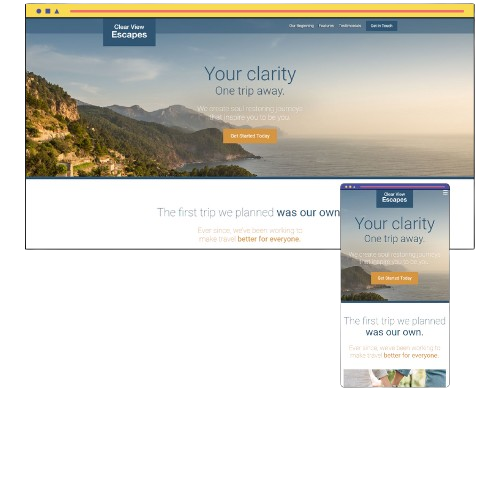 Clear View
Escapes
Our Beginning
Features
Testimonials
Get in Touch
Your clarity
One trip away.
We create soul restoring journeys
that inspire you to be you
Get Started Today
The first trip we planned was our own
Ever since, we've been working to
make travel better for everyone.
Clear View
Escapes
Your clarity
One trip away.
We create soul restoring journeys
that inspire you to be you
Get Started Today
The first trip we planned
was our own.
Ever since, we've been working to
make travel better for everyone.